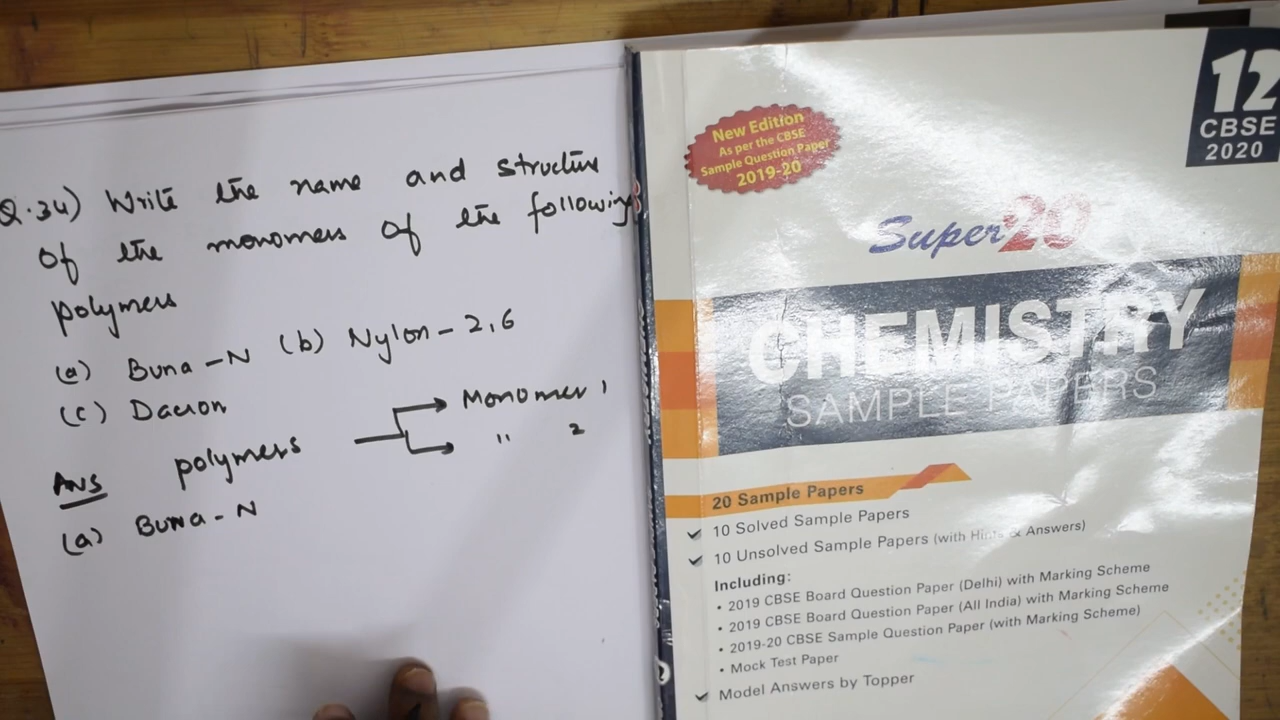 Q.34) Write the name and structure
of the monomers of the following
polymers
(a) Buna-N (b) Nylon-2,6
(c) Dacron
Ans polymers → Monomer 1
→ " 2
(a) Buna-N
12
CBSE
2020
New Edition
As per the CBSE
Sample Question Paper
2019-20
Super 20
CHEMISTRY
SAMPLE PAPERS
20 Sample Papers
✓ 10 Solved Sample Papers
✓ 10 Unsolved Sample Papers (with Hints & Answers)
Including:
• 2019 CBSE Board Question Paper (Delhi) with Marking Scheme
• 2019 CBSE Board Question Paper (All India) with Marking Scheme
• 2019-20 CBSE Sample Question Paper (with Marking Scheme)
• Mock Test Paper
✓ Model Answers by Topper